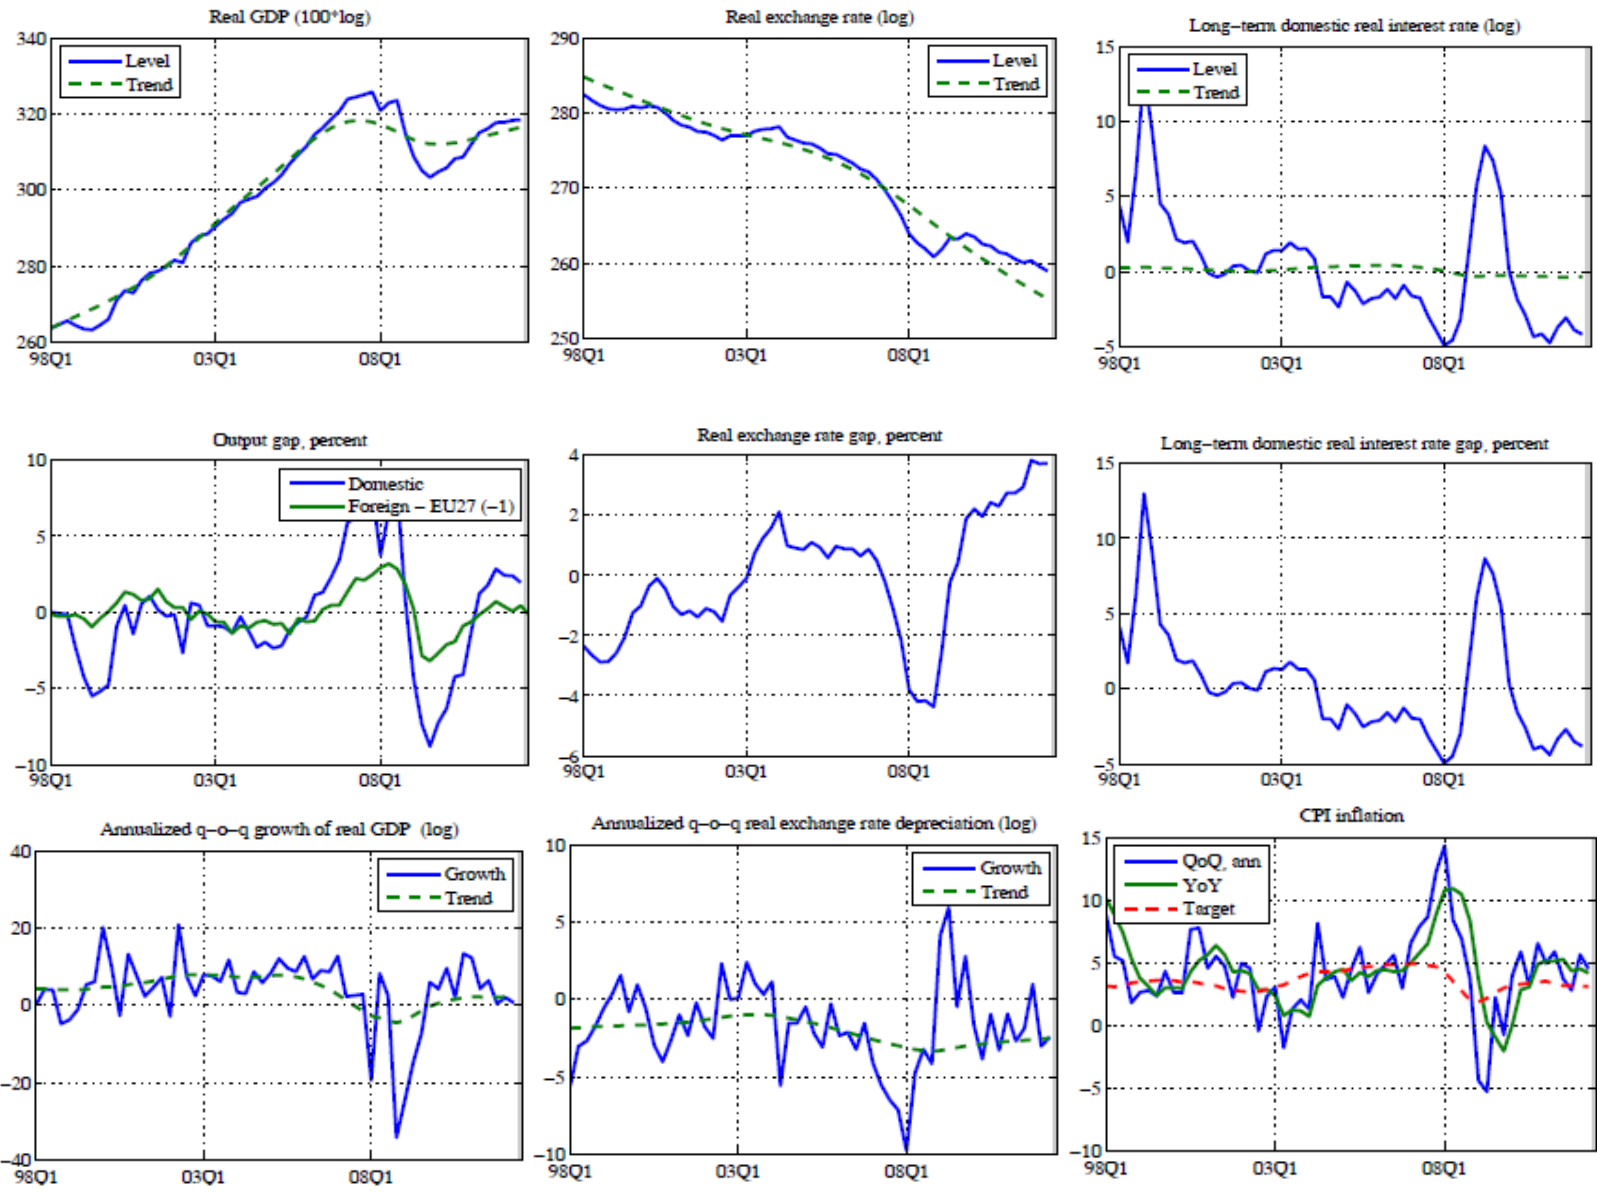 Real GDP (100*log)
340
320
300
280
260
98Q1
03Q1
08Q1
Level
Trend
Real exchange rate (log)
290
280
270
260
250
98Q1
03Q1
08Q1
Level
Trend
Long-term domestic real interest rate (log)
15
10
5
0
-5
98Q1
03Q1
08Q1
Level
Trend
Output gap, percent
10
5
0
-5
-10
98Q1
03Q1
08Q1
Domestic
Foreign - EU27 (-1)
Real exchange rate gap, percent
4
2
0
-2
-4
-6
98Q1
03Q1
08Q1
Long-term domestic real interest rate gap, percent
15
10
5
0
-5
98Q1
03Q1
08Q1
Annualized q-o-q growth of real GDP (log)
40
20
0
-20
-40
98Q1
03Q1
08Q1
Growth
Trend
Annualized q-o-q real exchange rate depreciation (log)
10
5
0
-5
-10
98Q1
03Q1
08Q1
Growth
Trend
CPI inflation
15
10
5
0
-5
-10
98Q1
03Q1
08Q1
QoQ, ann
YoY
Target